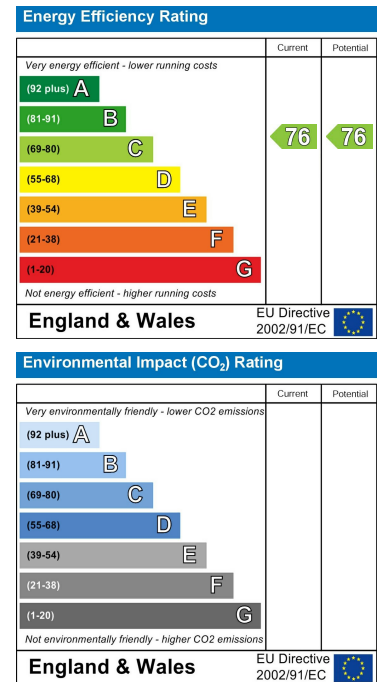 Energy Efficiency Rating
Current Potential
Very energy efficient - lower running costs
(92 plus) A
(81-91) B
(69-80) C
76 76
(55-68) D
(39-54) E
(21-38) F
(1-20) G
Not energy efficient - higher running costs
England & Wales
EU Directive
2002/91/EC
Environmental Impact (CO₂) Rating
Current Potential
Very environmentally friendly - lower CO2 emissions
(92 plus) A
(81-91) B
(69-80) C
(55-68) D
(39-54) E
(21-38) F
(1-20) G
Not environmentally friendly - higher CO2 emissions
England & Wales
EU Directive
2002/91/EC